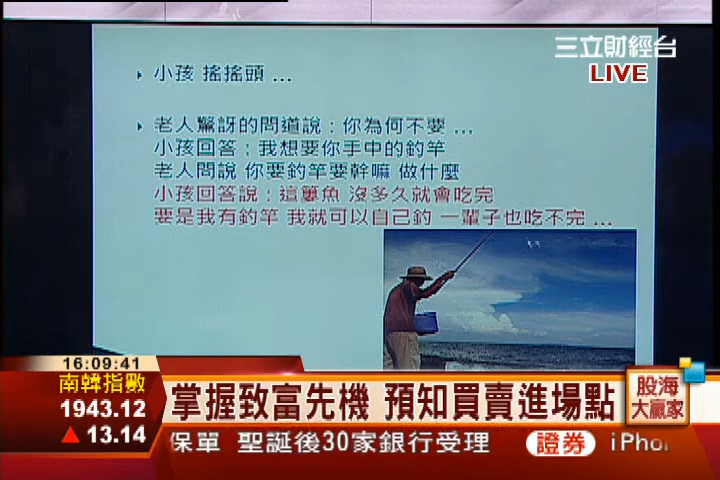 三立財經台
LIVE
小孩 搖搖頭 ...
老人驚訝的問道說：你為何不要 ...
小孩回答：我想要你手中的釣竿
老人問說 你要釣竿要幹嘛 做什麼
小孩回答說：這簍魚 沒多久就會吃完
要是我有釣竿 我就可以自己釣 一輩子也吃不完 ...
16:09:41
南韓指數
1943.12
▲ 13.14
掌握致富先機 預知買賣進場點
股海
大贏家
保單 聖誕後30家銀行受理 證券 iPho